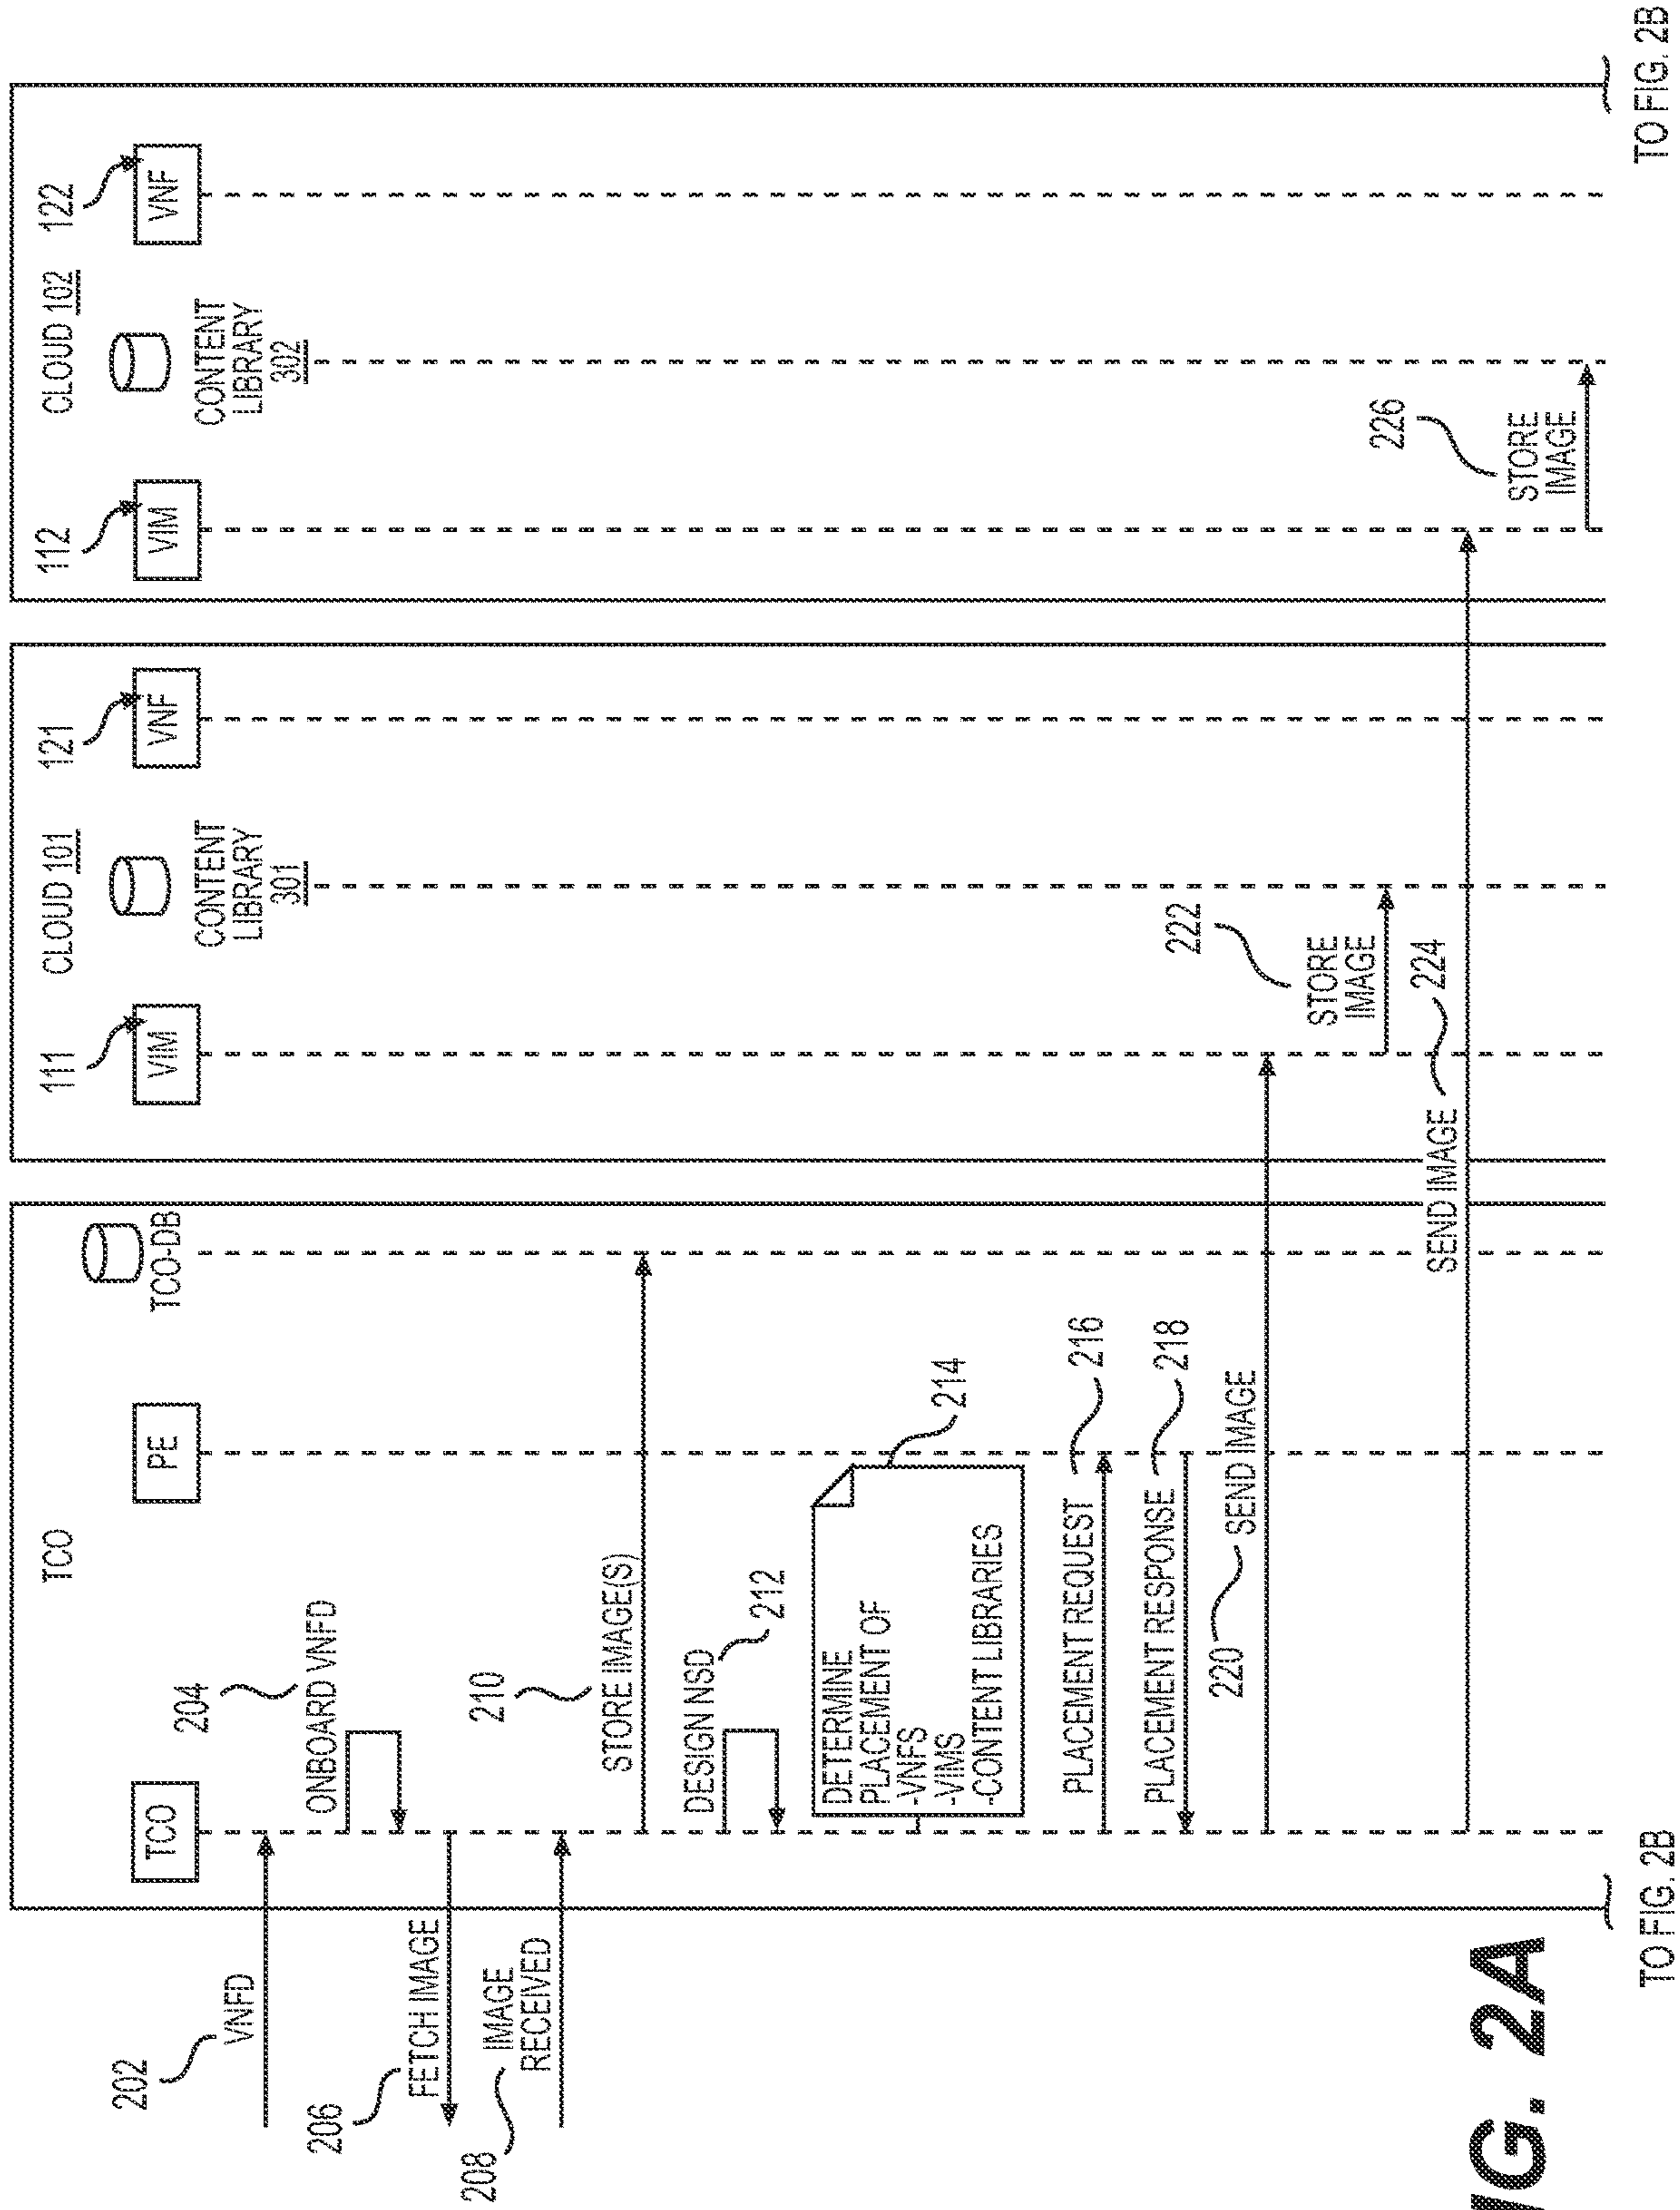 TCO
CLOUD 101
CLOUD 102
TCO
PE
TCO-DB
111
VIM
CONTENT
LIBRARY
301
121
VNF
112
VIM
CONTENT
LIBRARY
302
122
VNF
202
VNFD
204
ONBOARD VNFD
206
FETCH IMAGE
208
IMAGE
RECEIVED
210
STORE IMAGE(S)
DESIGN NSD
212
DETERMINE
PLACEMENT OF
-VNFS
-VIMS
-CONTENT LIBRARIES
214
PLACEMENT REQUEST
216
PLACEMENT RESPONSE
218
220
SEND IMAGE
222
STORE
IMAGE
SEND IMAGE
224
226
STORE
IMAGE
IG. 2A
TO FIG. 2B
TO FIG. 2B